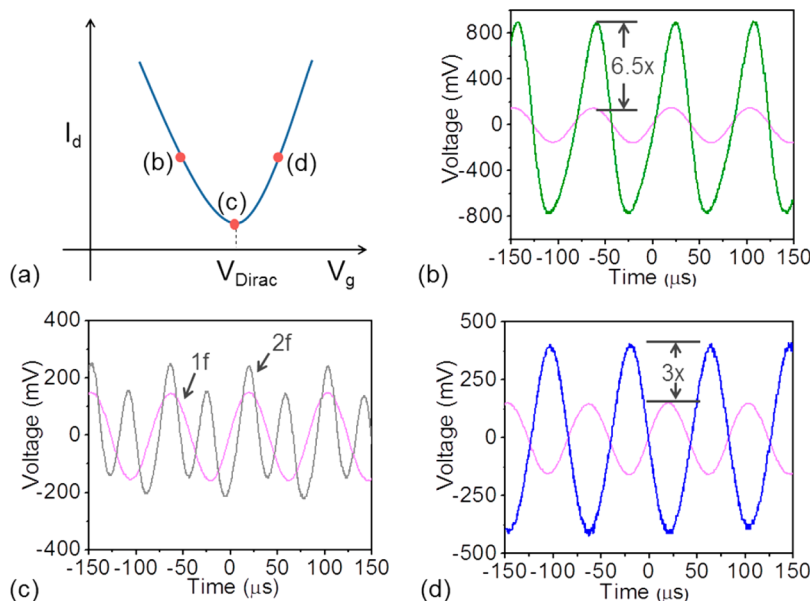 I_d
(b)
(d)
(c)
V_Dirac
V_g
(a)
Voltage (mV)
800
400
0
-400
-800
6.5x
-150 -100 -50 0 50 100 150
Time (μs)
(b)
Voltage (mV)
400
200
0
-200
-400
1f
2f
-150 -100 -50 0 50 100 150
Time (μs)
(c)
Voltage (mV)
500
250
0
-250
-500
3x
-150 -100 -50 0 50 100 150
Time (μs)
(d)